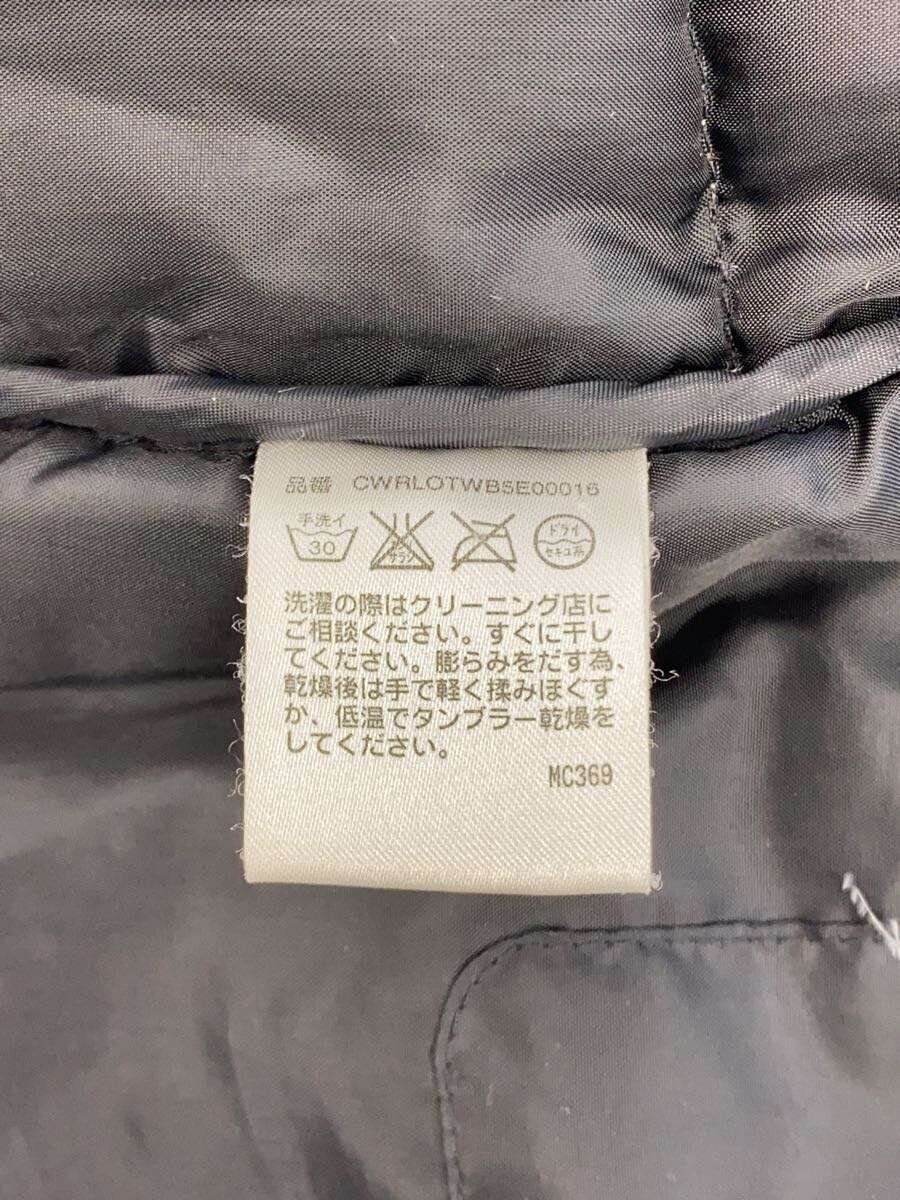 品番 CWRLOTWB5E00016
手洗イ
30
サラシ
ドライ
セキユ系
洗濯の際はクリーニング店に
ご相談ください。すぐに干し
てください。膨らみをだす為、
乾燥後は手で軽く揉みほぐす
か、低温でタンブラー乾燥を
してください。
MC369